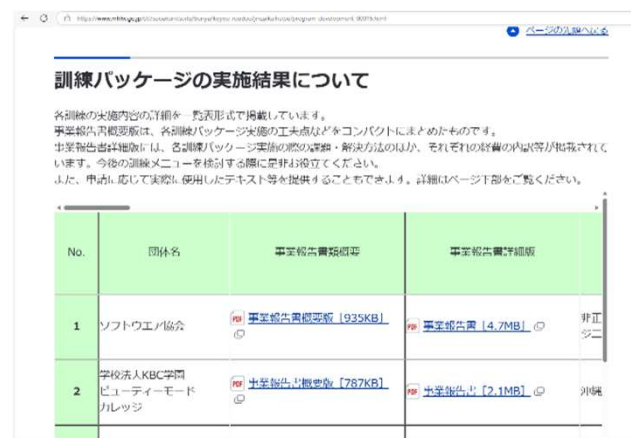 ページの先頭へ戻る
訓練パッケージの実施結果について
各訓練の実施内容の詳細を一覧表形式で掲載しています。
事業報告書概要版は、各訓練パッケージ実施の工夫点などをコンパクトにまとめたものです。
事業報告書詳細版には、各訓練パッケージ実施の際の課題・解決方法のほか、それぞれの経費の内訳等が掲載されて
います。今後の訓練メニューを検討する際に是非お役立てください。
また、申請に応じて実際に使用したテキスト等を提供することもできます。詳細はページ下部をご覧ください。
No. 団体名 事業報告書類概要 事業報告書詳細版
1 ソフトウエア協会 PDF 事業報告書概要版 [935KB] PDF 事業報告書 [4.7MB] 非正
学校法人KBC学園
2 ビューティーモード PDF 事業報告書概要版 [787KB] PDF 事業報告書 [2.1MB] 沖縄
カレッジ